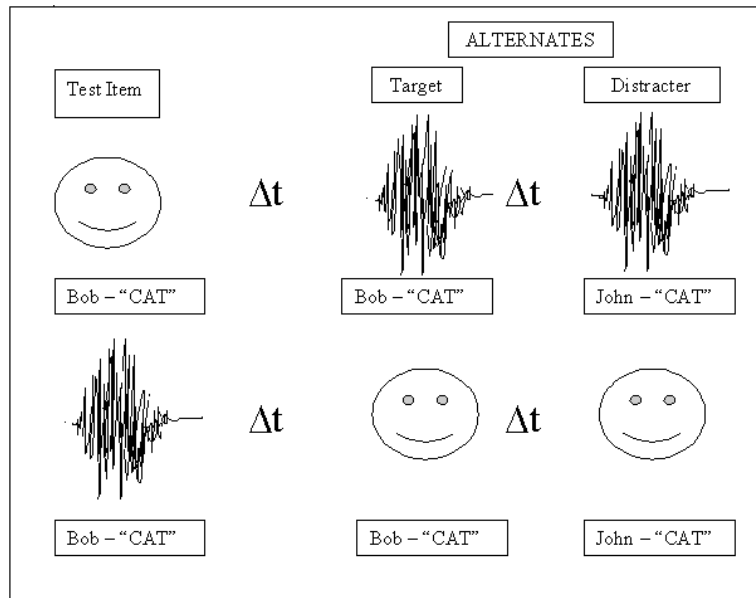 ALTERNATES
Test Item
Target
Distracter
Δt
Δt
Bob – “CAT”
Bob – “CAT”
John – “CAT”
Δt
Δt
Bob – “CAT”
Bob – “CAT”
John – “CAT”